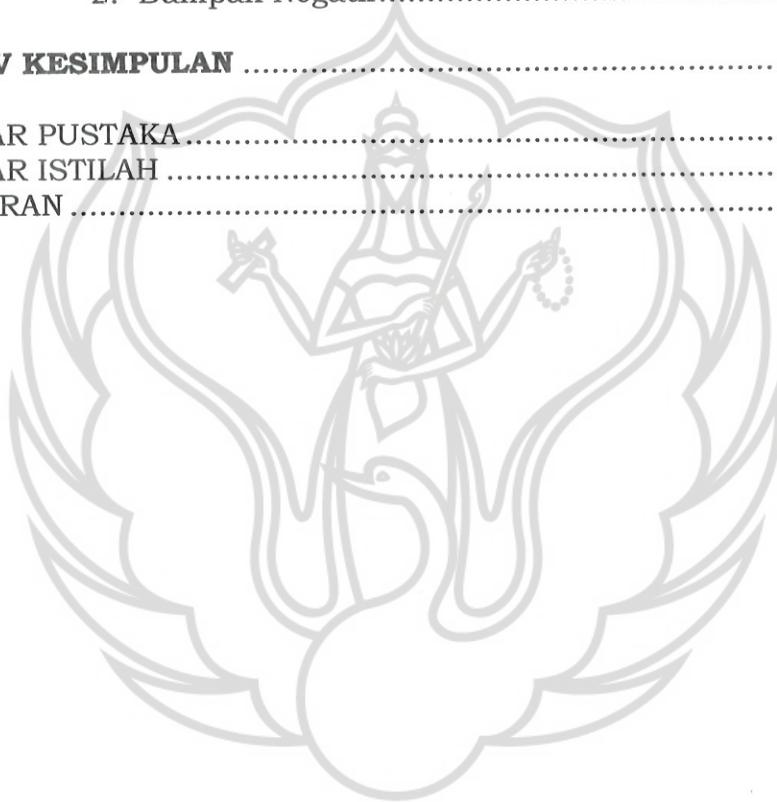 2. Dampak Negatif..........................................
V KESIMPULAN .......................................................
AR PUSTAKA.............................................................
AR ISTILAH ...............................................................
RAN .........................................................................